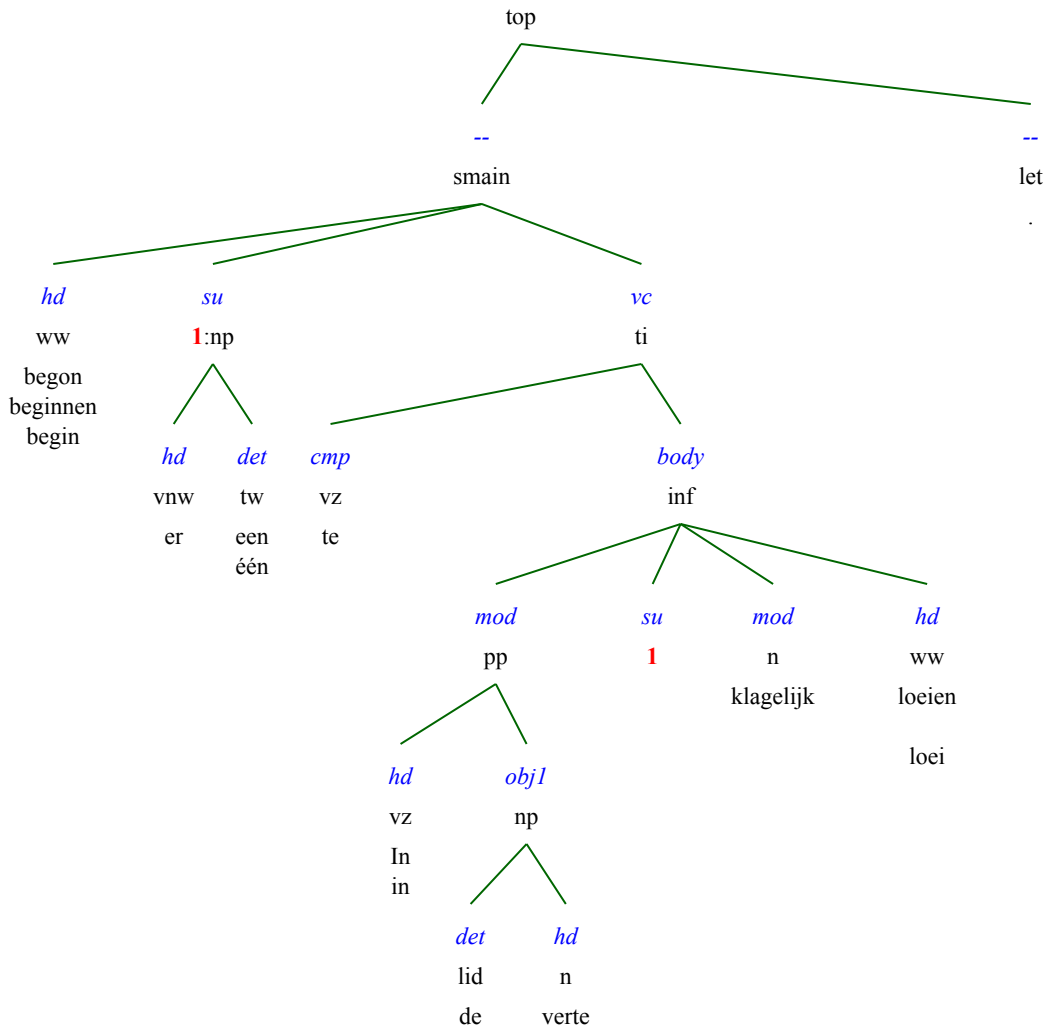 top
-- --
smain let
.
hd su vc
ww 1:np ti
begon
beginnen
begin
hd det cmp body
vnw tw vz inf
er een te
één
mod su mod hd
pp 1 n ww
klagelijk loeien
loei
hd obj1
vz np
In
in
det hd
lid n
de verte